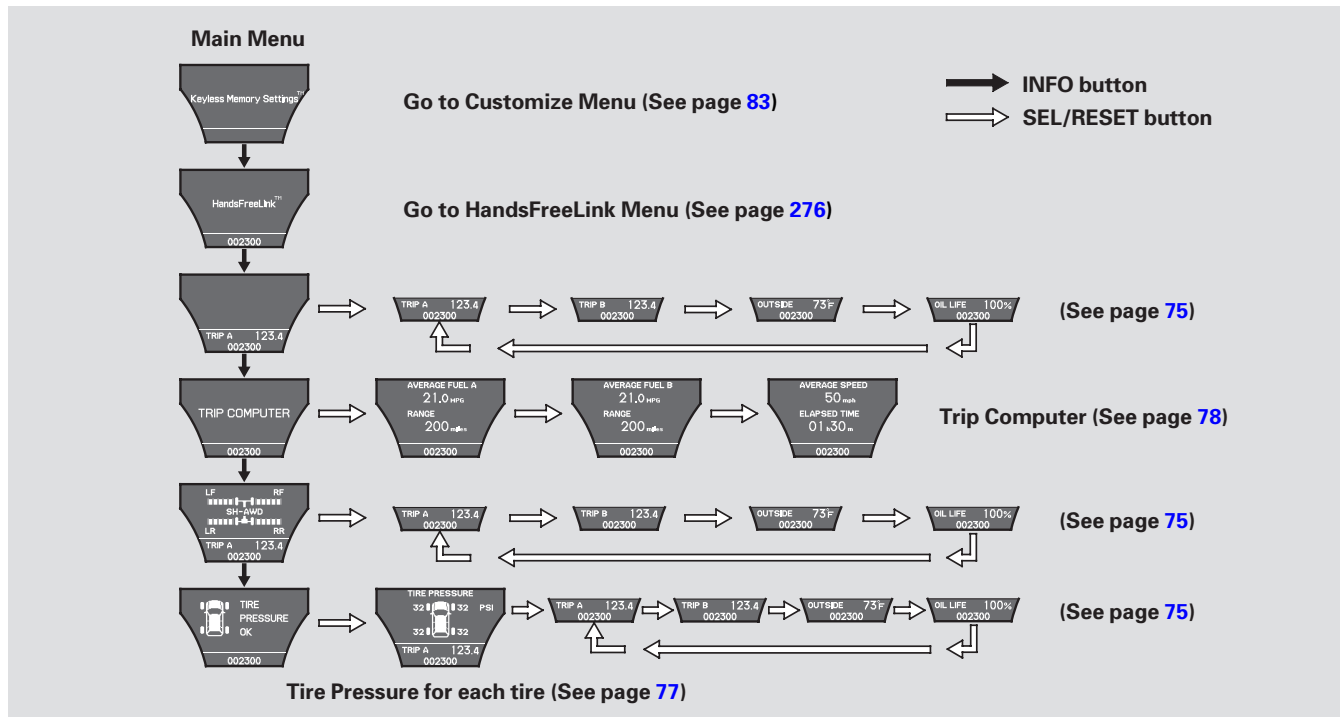 Main Menu
Keyless Memory Settings™
Go to Customize Menu (See page 83)
INFO button
SEL/RESET button
HandsFreeLink™
002300
Go to HandsFreeLink Menu (See page 276)
TRIP A 123.4
002300
TRIP A 123.4
002300
TRIP B 123.4
002300
OUTSIDE 73°F
002300
OIL LIFE 100%
002300
(See page 75)
TRIP COMPUTER
002300
AVERAGE FUEL A
21.0 MPG
RANGE
200 miles
002300
AVERAGE FUEL B
21.0 MPG
RANGE
200 miles
002300
AVERAGE SPEED
50 mph
ELAPSED TIME
01 h 30 m
002300
Trip Computer (See page 78)
LF RF
SH-AWD
LR RR
TRIP A 123.4
002300
TRIP A 123.4
002300
TRIP B 123.4
002300
OUTSIDE 73°F
002300
OIL LIFE 100%
002300
(See page 75)
TIRE
PRESSURE
OK
002300
TIRE PRESSURE
32 32 PSI
32 32
TRIP A 123.4
002300
TRIP A 123.4
002300
TRIP B 123.4
002300
OUTSIDE 73°F
002300
OIL LIFE 100%
002300
(See page 75)
Tire Pressure for each tire (See page 77)